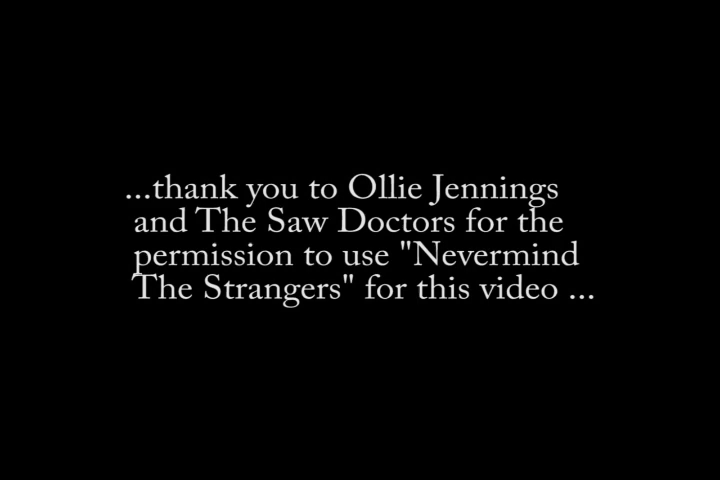 ...thank you to Ollie Jennings
and The Saw Doctors for the
permission to use "Nevermind
The Strangers" for this video ...